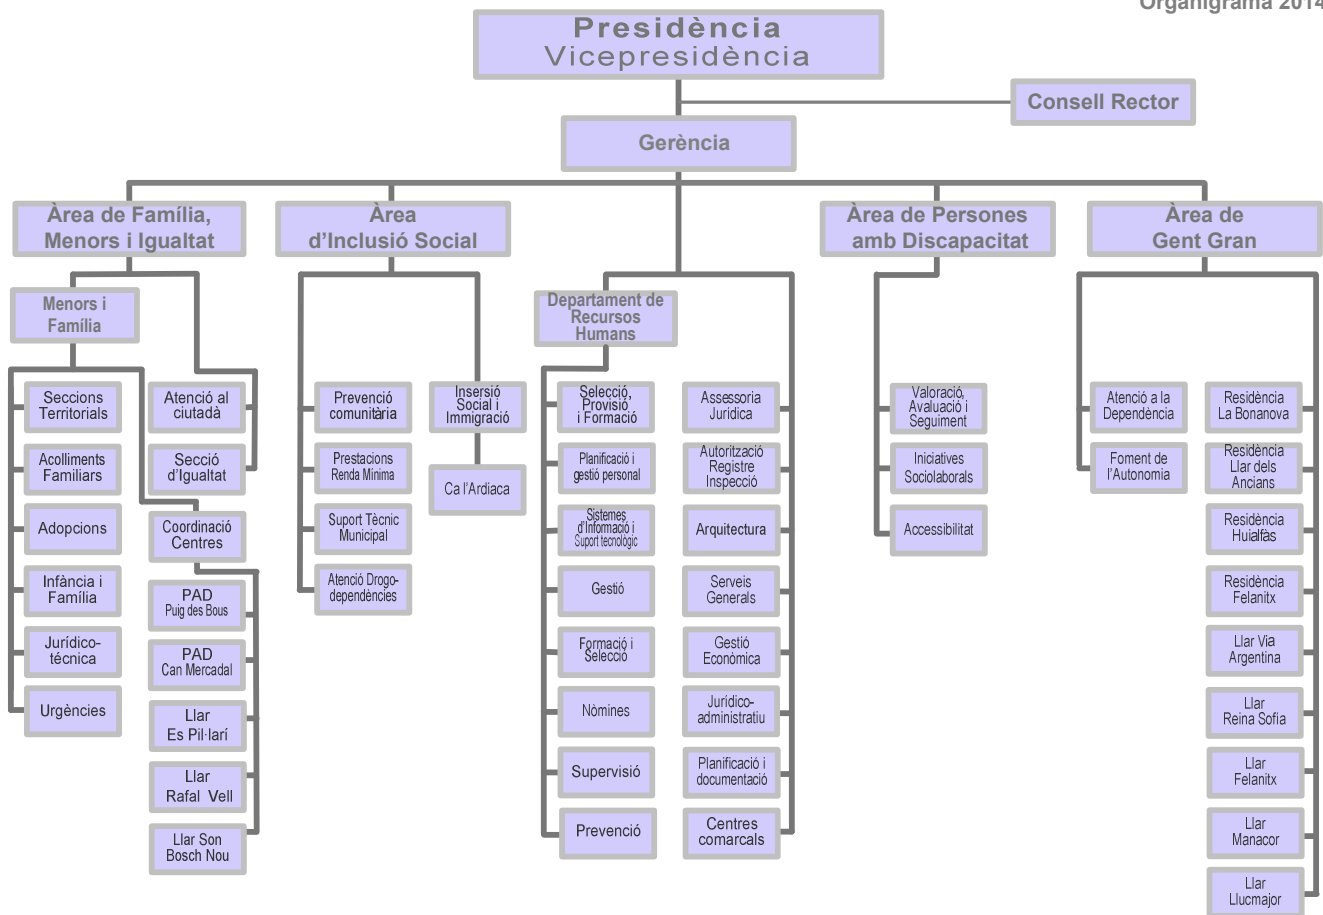 Organigrama 2014
Presidència
Vicepresidència
Consell Rector
Gerència
Àrea de Família,
Menors i Igualtat
Àrea
d’Inclusió Social
Àrea de Persones
amb Discapacitat
Àrea de
Gent Gran
Menors i
Família
Departament de
Recursos
Humans
Seccions
Territorials
Acolliments
Familiars
Adopcions
Infància i
Família
Jurídico-
técnica
Urgències
Atenció al
ciutadà
Secció
d’Igualtat
Coordinació
Centres
PAD
Puig des Bous
PAD
Can Mercadal
Llar
Es Pil·larí
Llar
Rafal Vell
Llar Son
Bosch Nou
Prevenció
comunitària
Prestacions
Renda Mínima
Suport Tècnic
Municipal
Atenció Drogo-
dependències
Insersió
Social i
Immigració
Ca l’Ardiaca
Selecció,
Provisió
i Formació
Planificació i
gestió personal
Sistemes
d’Informació i
Suport tecnològic
Gestió
Formació i
Selecció
Nòmines
Supervisió
Prevenció
Assessoria
Jurídica
Autorització
Registre
Inspecció
Arquitectura
Serveis
Generals
Gestió
Econòmica
Jurídico-
administratiu
Planificació i
documentació
Centres
comarcals
Valoració,
Avaluació i
Seguiment
Iniciatives
Sociolaborals
Accessibilitat
Atenció a la
Dependència
Foment de
l’Autonomia
Residència
La Bonanova
Residència
Llar dels
Ancians
Residència
Huialfàs
Residència
Felanitx
Llar Via
Argentina
Llar
Reina Sofia
Llar
Felanitx
Llar
Manacor
Llar
Llucmajor